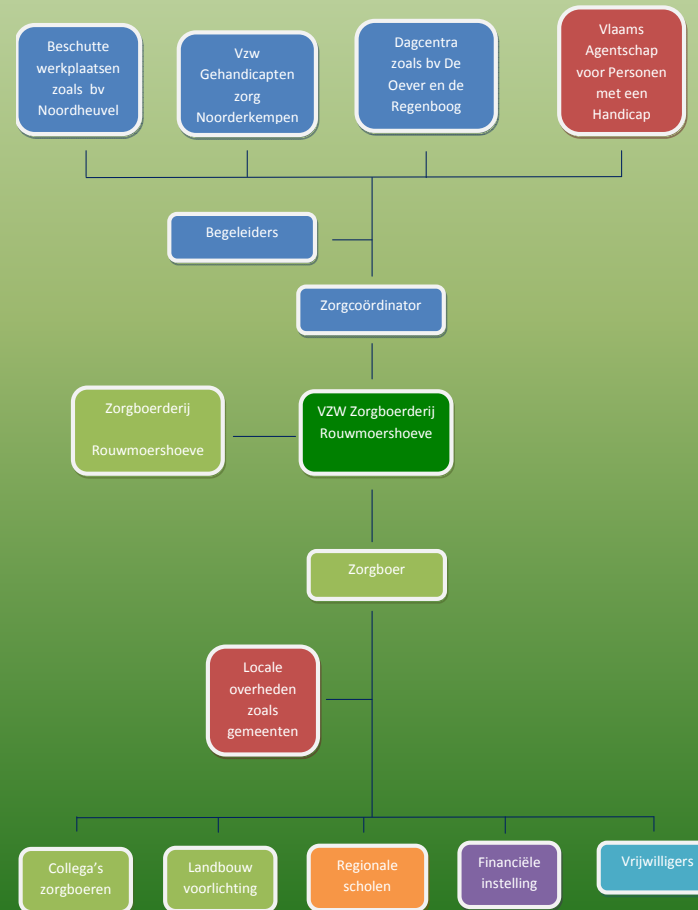 Beschutte
werkplaatsen
zoals bv
Noordheuvel
Vzw
Gehandicapten
zorg
Noorderkempen
Dagcentra
zoals bv De
Oever en de
Regenboog
Vlaams
Agentschap
voor Personen
met een
Handicap
Begeleiders
Zorgcoördinator
Zorgboerderij
Rouwmoershoeve
VZW Zorgboerderij
Rouwmoershoeve
Zorgboer
Locale
overheden
zoals
gemeenten
Collega's
zorgboeren
Landbouw
voorlichting
Regionale
scholen
Financiële
instelling
Vrijwilligers